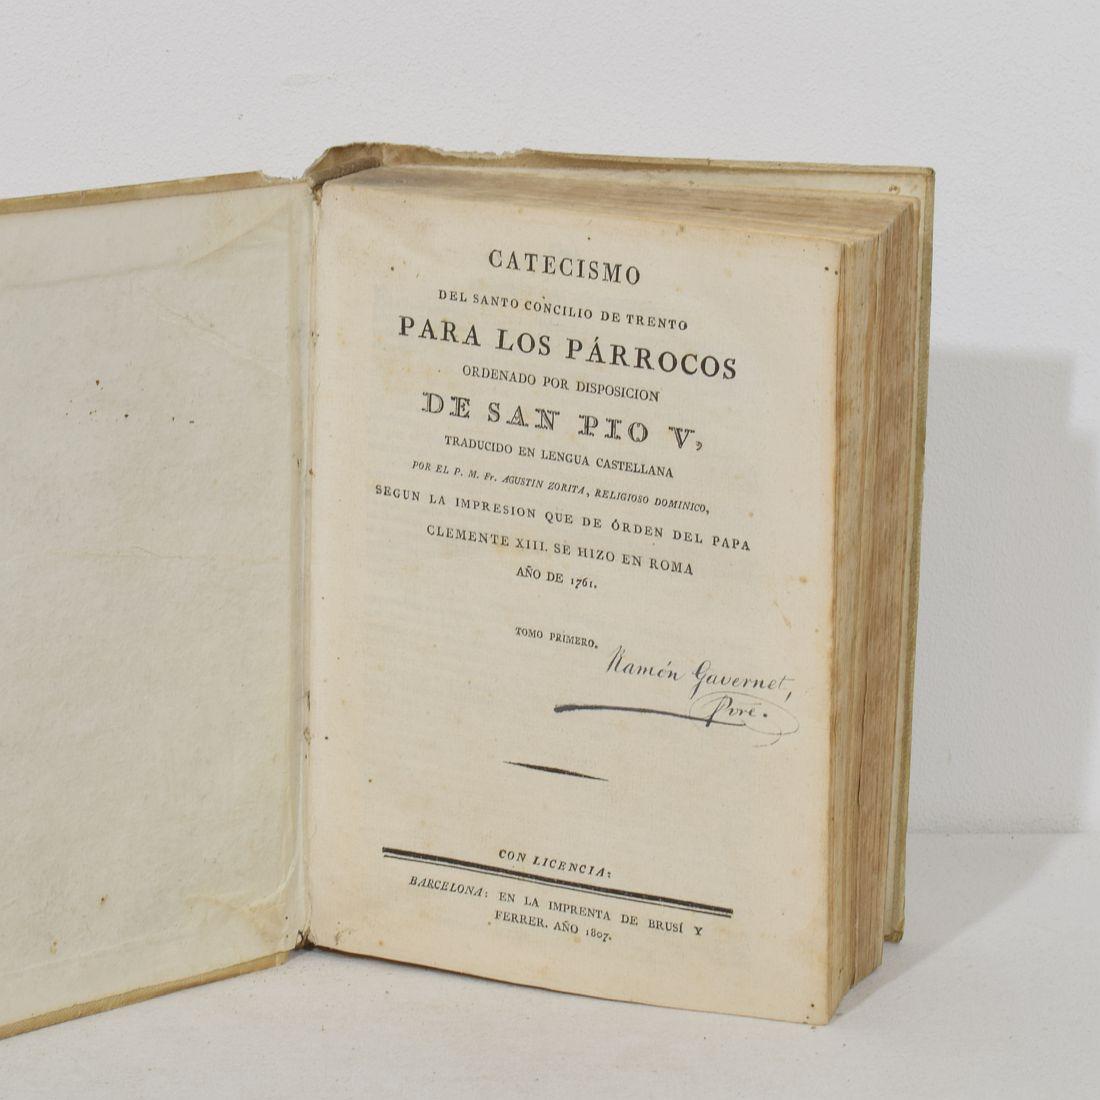 CATECISMO
DEL SANTO CONCILIO DE TRENTO
PARA LOS PÁRROCOS
ORDENADO POR DISPOSICION
DE SAN PIO V,
TRADUCIDO EN LENGUA CASTELLANA
POR EL P. M. Fr. AGUSTIN ZORITA, RELIGIOSO DOMINICO,
SEGUN LA IMPRESION QUE DE ÓRDEN DEL PAPA
CLEMENTE XIII. SE HIZO EN ROMA
AÑO DE 1761.
TOMO PRIMERO.
Ramón Gavernet,
Pbre.
CON LICENCIA:
BARCELONA: EN LA IMPRENTA DE BRUSÍ Y
FERRER. AÑO 1807.